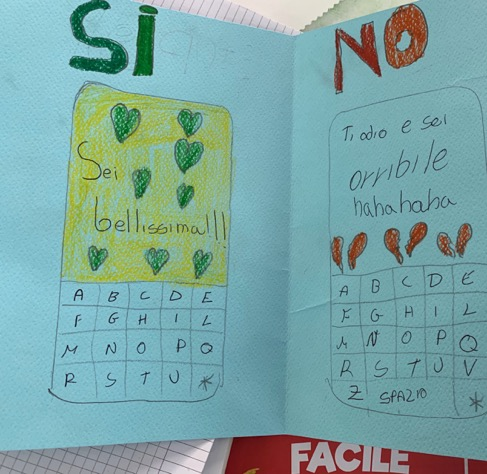 SI
Sei
bellissima!!!
A B C D E
F G H I L
M N O P Q
R S T U *
NO
Ti odio e sei
orribile
hahahaha
A B C D E
F G H I L
M N O P Q
R S T U V
Z SPAZIO *
FACILE